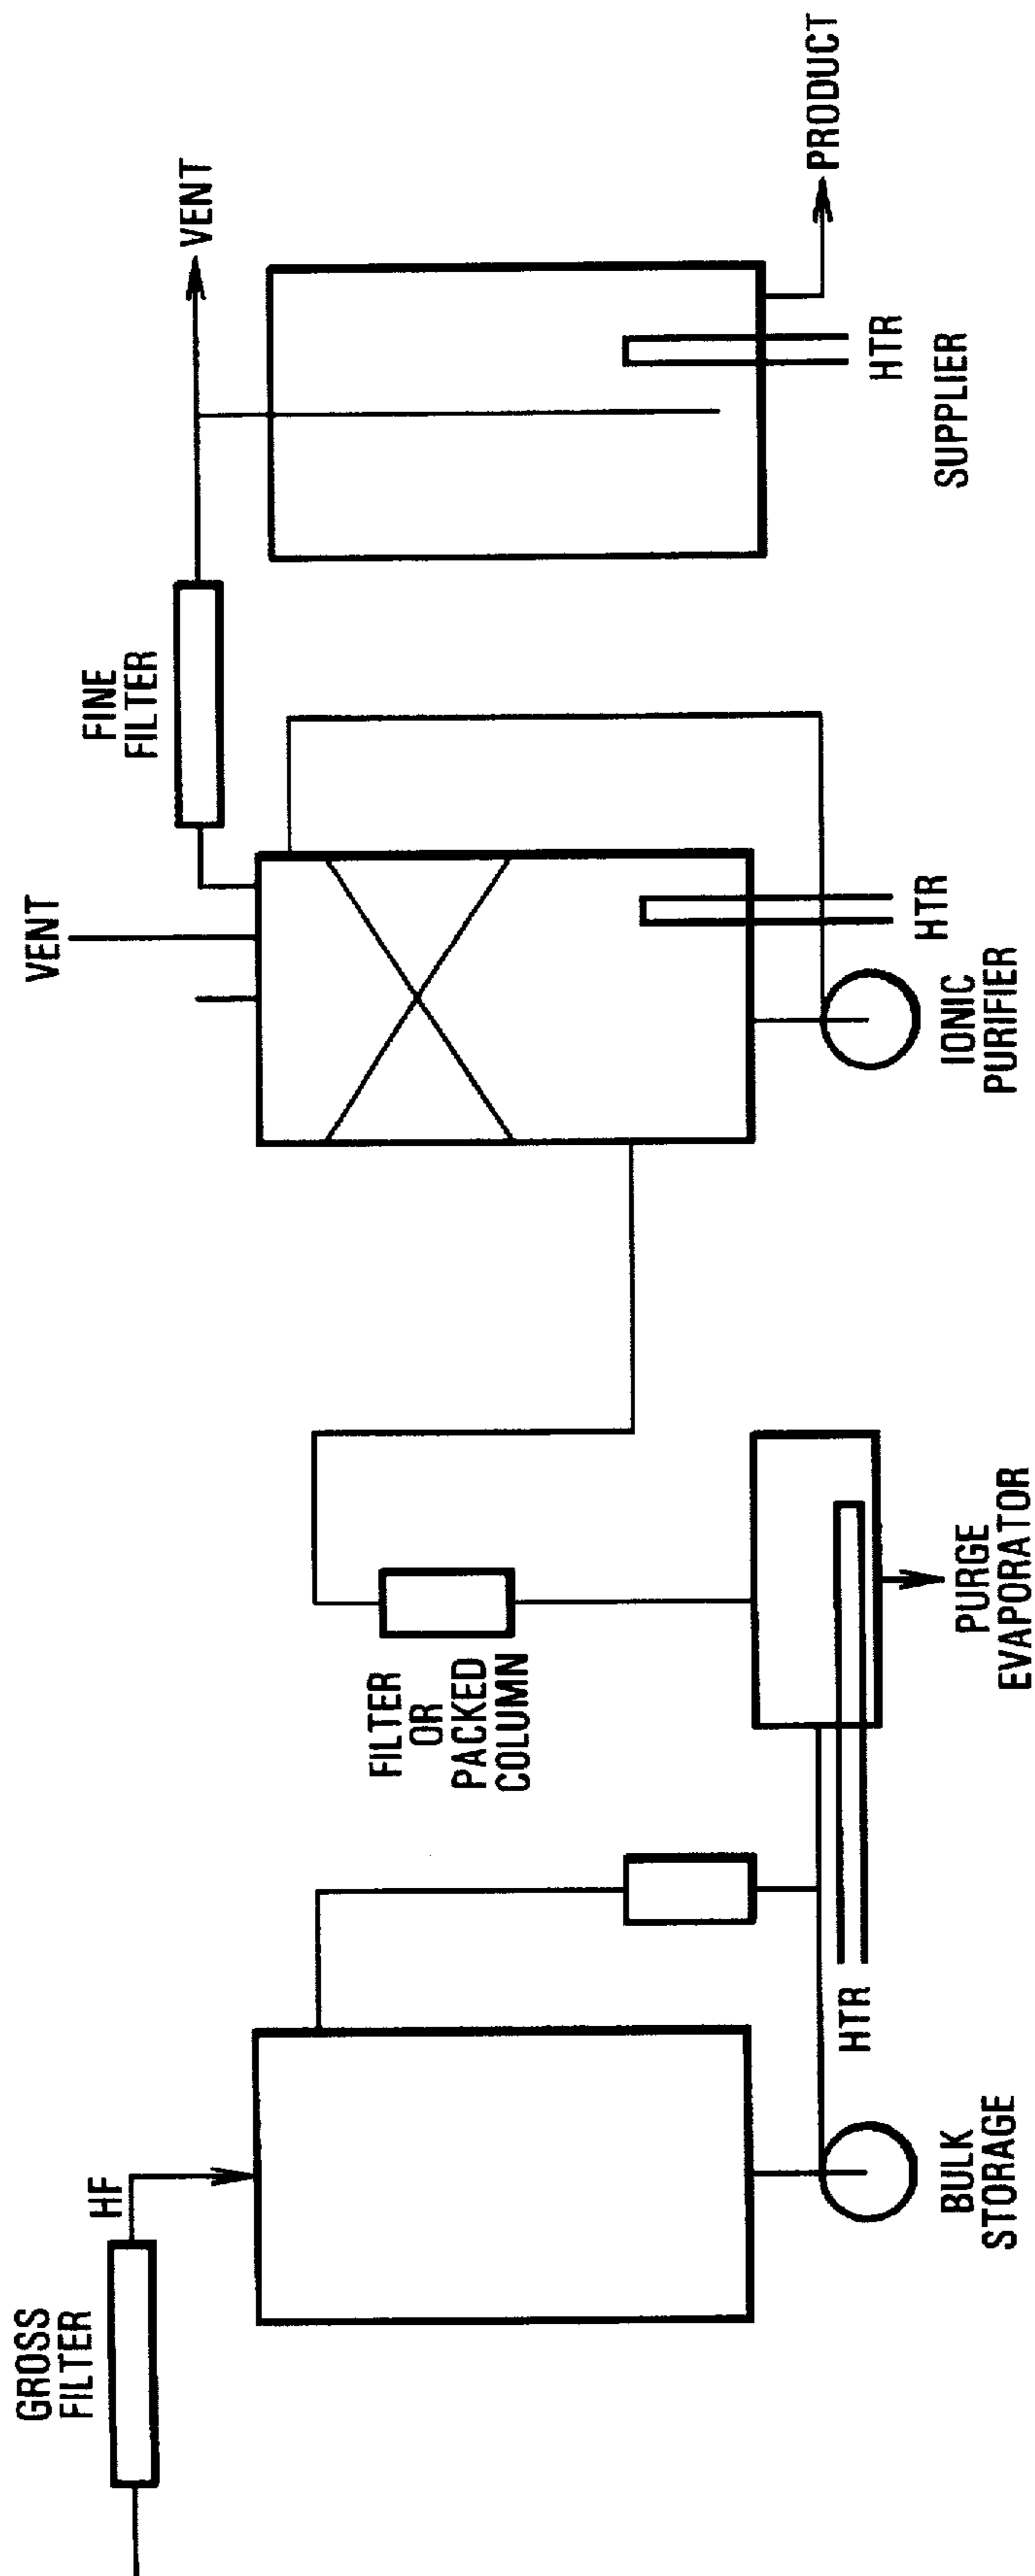 GROSS
FILTER
HF
BULK
STORAGE
HTR
FILTER
OR
PACKED
COLUMN
PURGE
EVAPORATOR
VENT
HTR
IONIC
PURIFIER
FINE
FILTER
VENT
HTR
SUPPLIER
PRODUCT